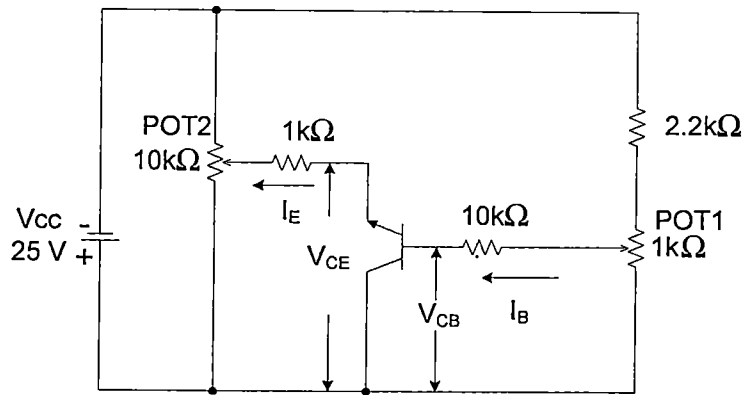 POT2
10kΩ
1kΩ
2.2kΩ
I_E
10kΩ
POT1
1kΩ
Vcc -
25 V +
V_CE
V_CB
I_B